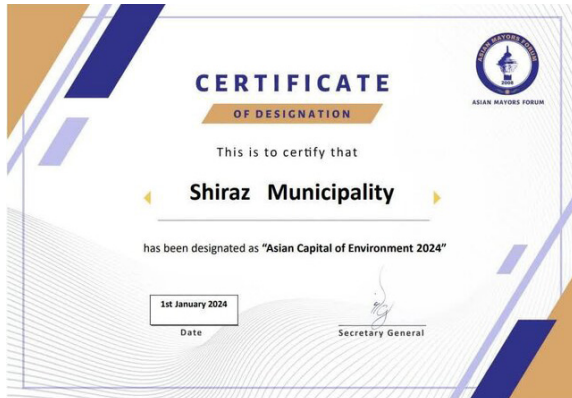 ASIAN MAYORS FORUM
2008
ASIAN MAYORS FORUM
CERTIFICATE
OF DESIGNATION
This is to certify that
Shiraz Municipality
has been designated as “Asian Capital of Environment 2024”
1st January 2024
Date
Secretary General